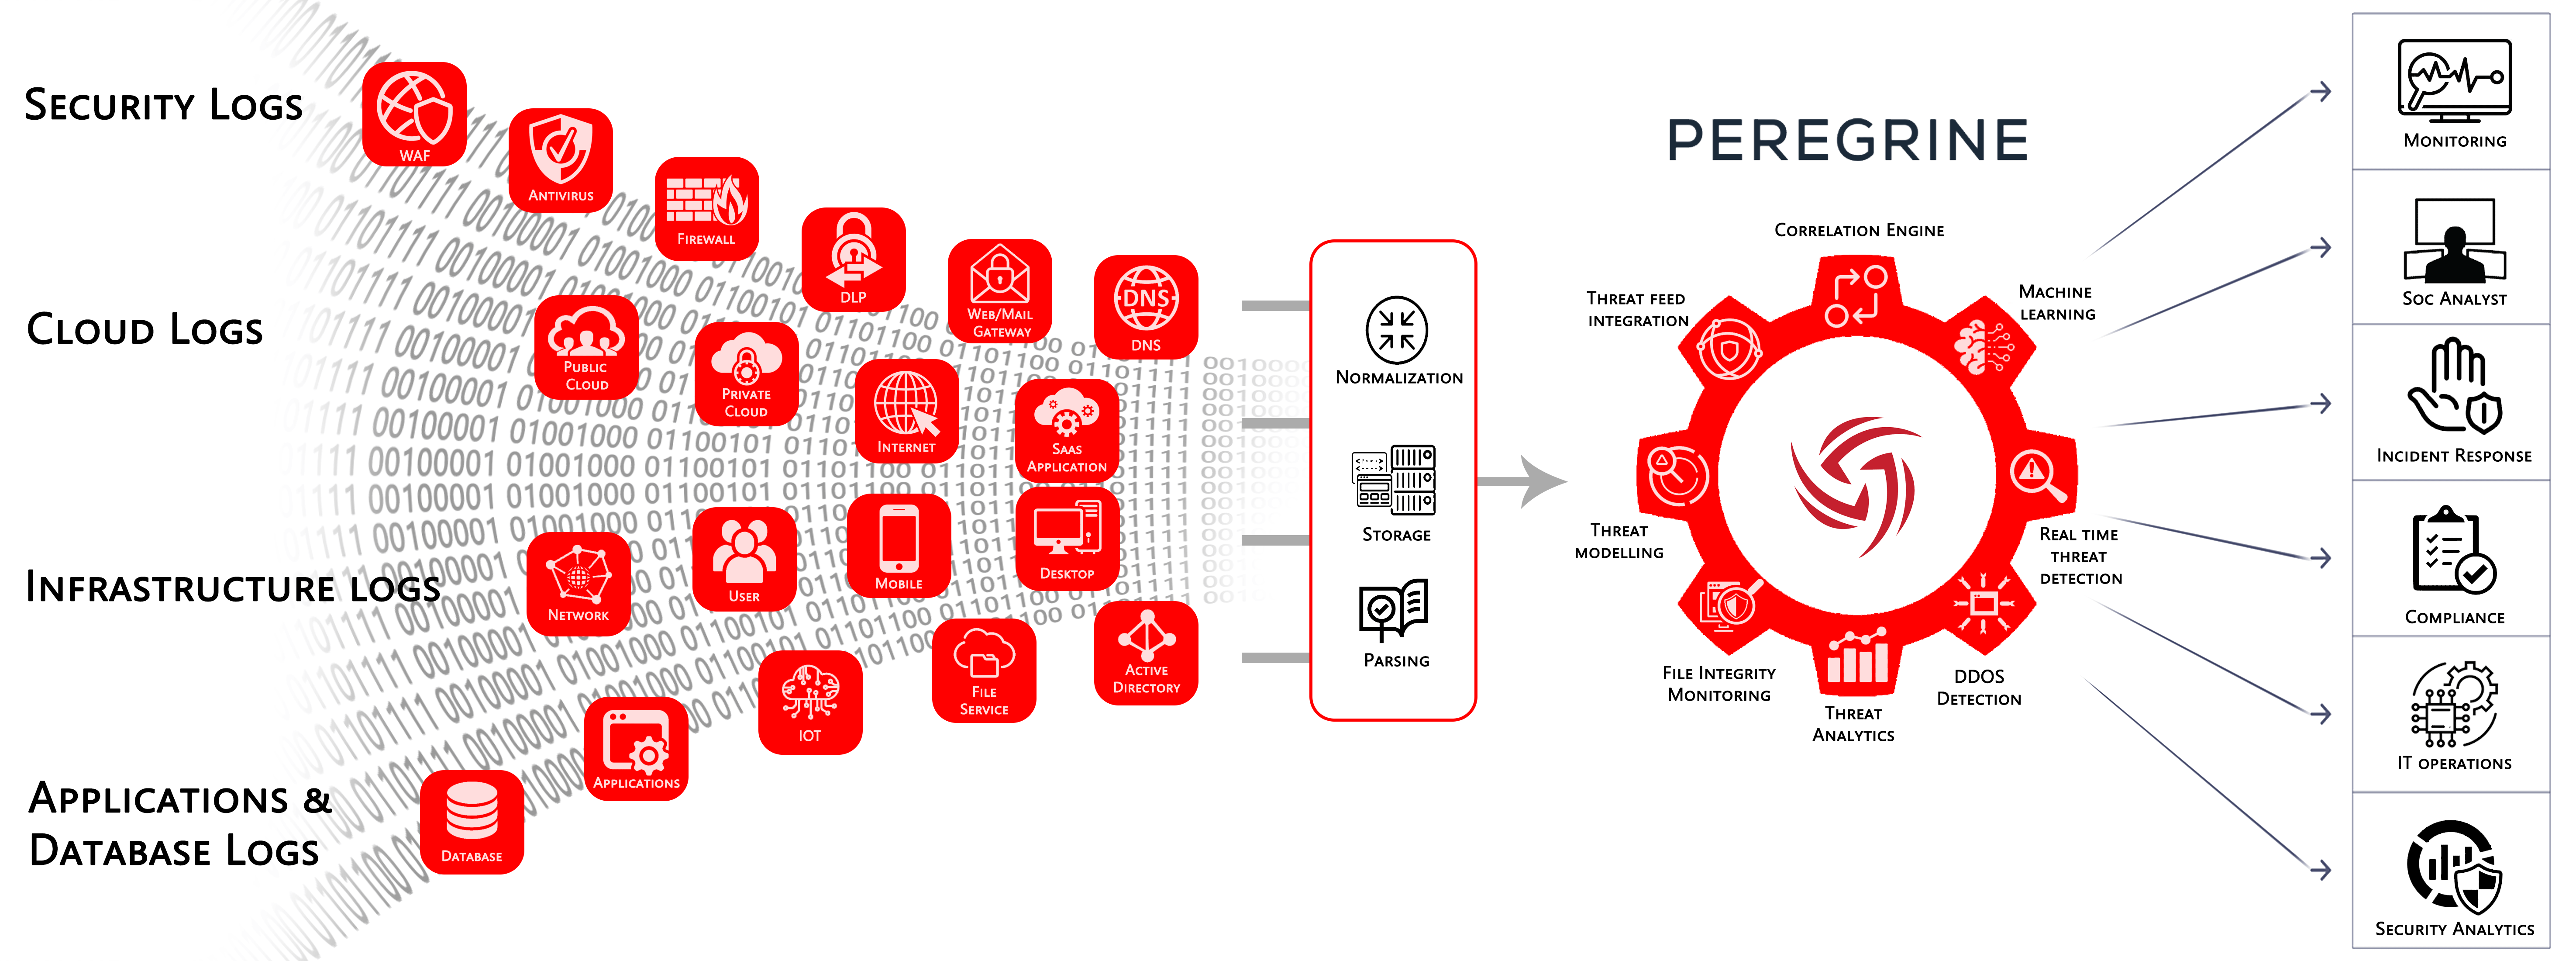 Security Logs
WAF
Antivirus
Firewall
DLP
Web/Mail
Gateway
DNS
DNS
Cloud Logs
Public
Cloud
Private
Cloud
Internet
SaaS
Application
Infrastructure logs
Network
User
Mobile
Desktop
Applications &
Database Logs
Database
Applications
IOT
File
Service
Active
Directory
Normalization
Storage
Parsing
PEREGRINE
Correlation Engine
Threat feed
integration
Machine
learning
Threat
modelling
Real time
threat
detection
File Integrity
Monitoring
DDOS
Detection
Threat
Analytics
Monitoring
Soc Analyst
Incident Response
Compliance
IT operations
Security Analytics